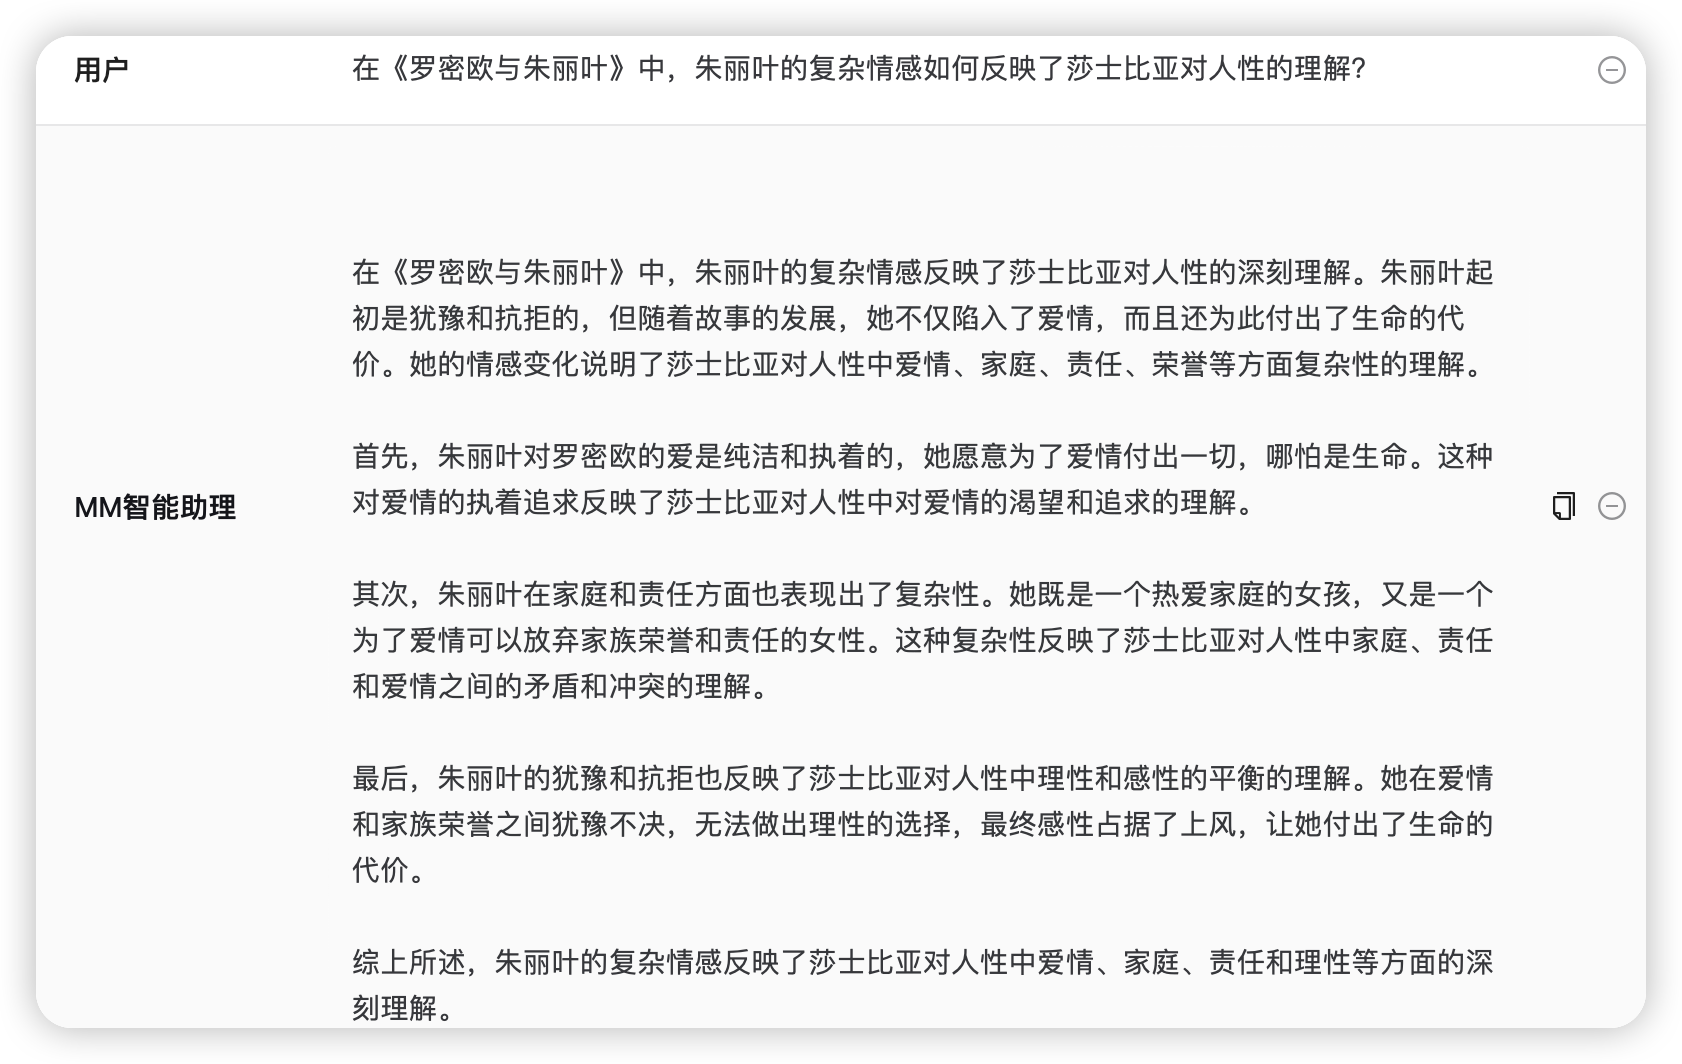 用户
在《罗密欧与朱丽叶》中，朱丽叶的复杂情感如何反映了莎士比亚对人性的理解？
MM智能助理
在《罗密欧与朱丽叶》中，朱丽叶的复杂情感反映了莎士比亚对人性的深刻理解。朱丽叶起
初是犹豫和抗拒的，但随着故事的发展，她不仅陷入了爱情，而且还为此付出了生命的代
价。她的情感变化说明了莎士比亚对人性中爱情、家庭、责任、荣誉等方面复杂性的理解。
首先，朱丽叶对罗密欧的爱是纯洁和执着的，她愿意为了爱情付出一切，哪怕是生命。这种
对爱情的执着追求反映了莎士比亚对人性中对爱情的渴望和追求的理解。
其次，朱丽叶在家庭和责任方面也表现出了复杂性。她既是一个热爱家庭的女孩，又是一个
为了爱情可以放弃家族荣誉和责任的女性。这种复杂性反映了莎士比亚对人性中家庭、责任
和爱情之间的矛盾和冲突的理解。
最后，朱丽叶的犹豫和抗拒也反映了莎士比亚对人性中理性和感性的平衡的理解。她在爱情
和家族荣誉之间犹豫不决，无法做出理性的选择，最终感性占据了上风，让她付出了生命的
代价。
综上所述，朱丽叶的复杂情感反映了莎士比亚对人性中爱情、家庭、责任和理性等方面的深
刻理解。